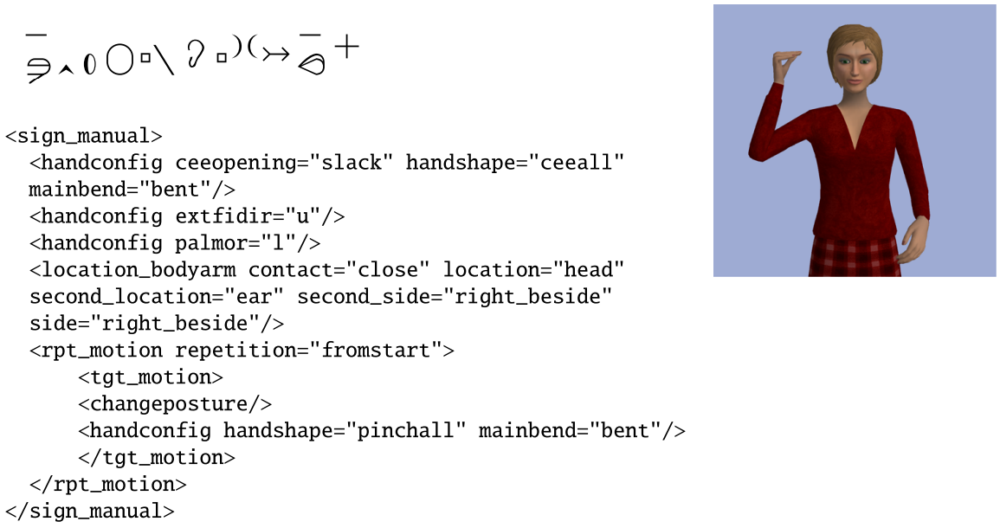 <sign_manual>
<handconfig ceeopening="slack" handshape="ceeall"
mainbend="bent"/>
<handconfig extfidir="u"/>
<handconfig palmor="l"/>
<location_bodyarm contact="close" location="head"
second_location="ear" second_side="right_beside"
side="right_beside"/>
<rpt_motion repetition="fromstart">
<tgt_motion>
<changeposture/>
<handconfig handshape="pinchall" mainbend="bent"/>
</tgt_motion>
</rpt_motion>
</sign_manual>